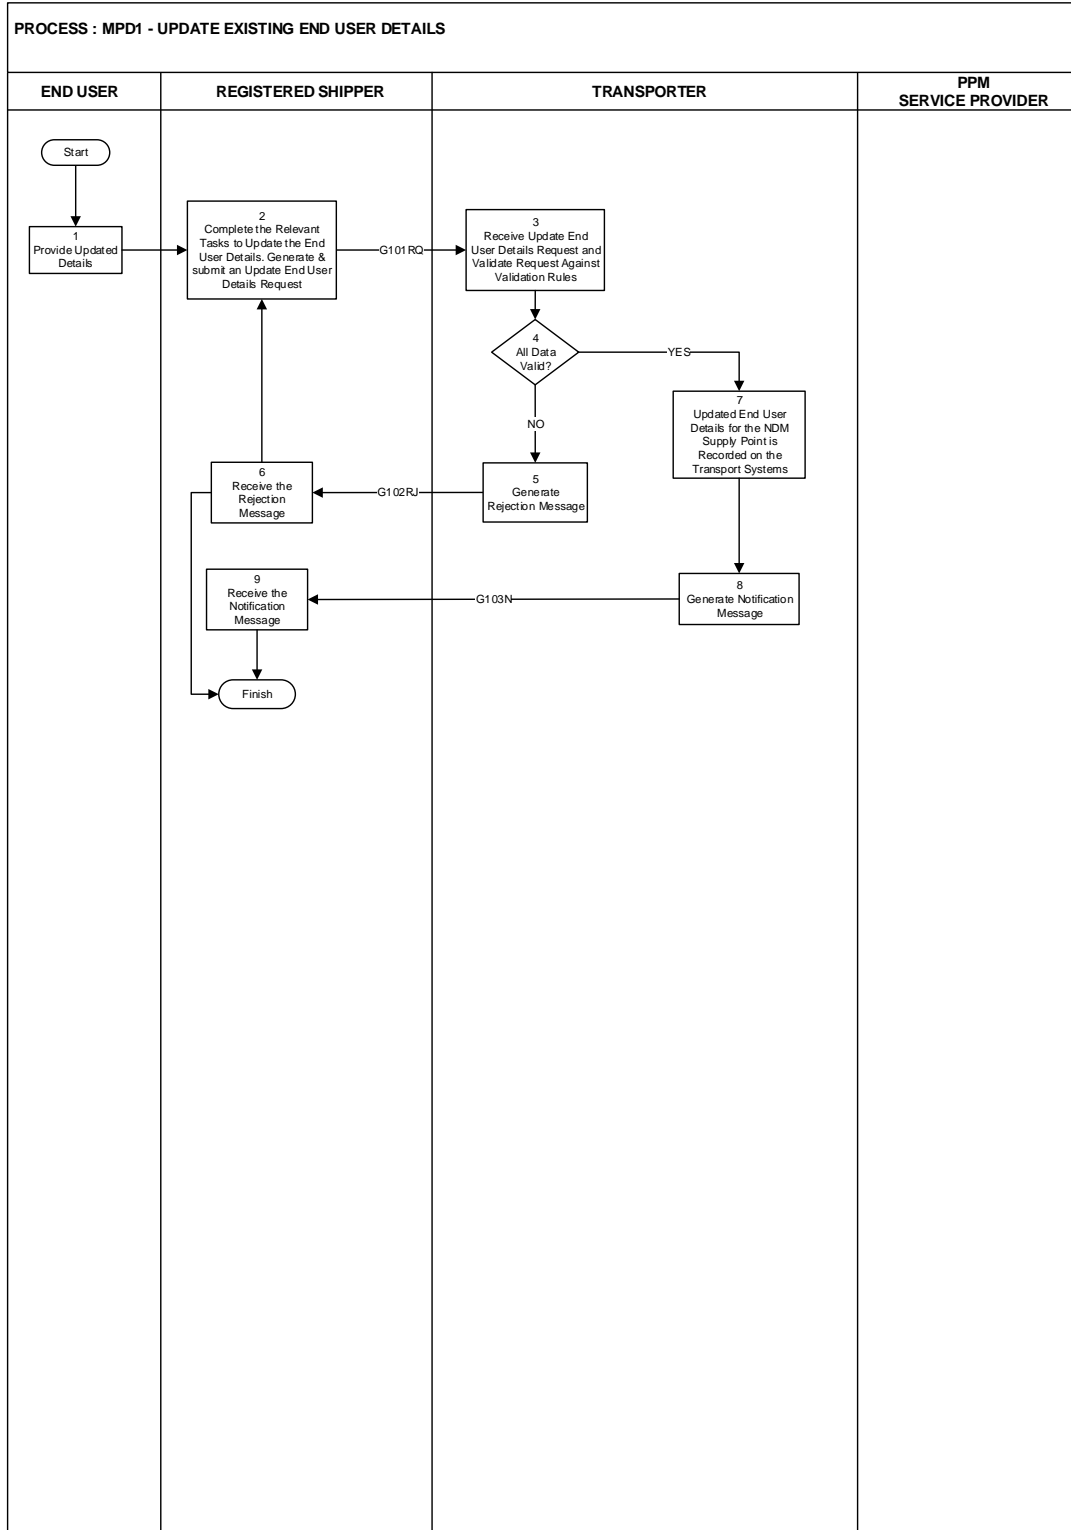 PROCESS : MPD1 - UPDATE EXISTING END USER DETAILS
END USER
REGISTERED SHIPPER
TRANSPORTER
PPM
SERVICE PROVIDER
Start
1
Provide Updated
Details
2
Complete the Relevant
Tasks to Update the End
User Details. Generate &
submit an Update End User
Details Request
G101RQ
3
Receive Update End
User Details Request and
Validate Request Against
Validation Rules
4
All Data
Valid?
YES
NO
7
Updated End User
Details for the NDM
Supply Point is
Recorded on the
Transport Systems
6
Receive the
Rejection
Message
G102RJ
5
Generate
Rejection Message
9
Receive the
Notification
Message
G103N
8
Generate Notification
Message
Finish